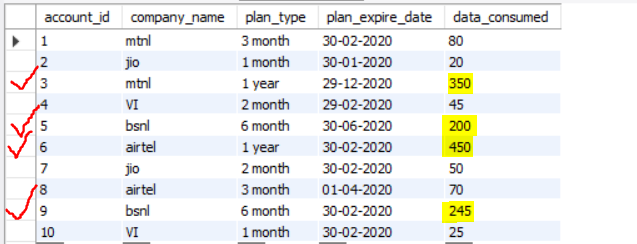 account_id company_name plan_type plan_expire_date data_consumed
1 mtnl 3 month 30-02-2020 80
2 jio 1 month 30-01-2020 20
3 mtnl 1 year 29-12-2020 350
4 VI 2 month 29-02-2020 45
5 bsnl 6 month 30-06-2020 200
6 airtel 1 year 30-02-2020 450
7 jio 2 month 30-02-2020 50
8 airtel 3 month 01-04-2020 70
9 bsnl 6 month 30-02-2020 245
10 VI 1 month 30-02-2020 25